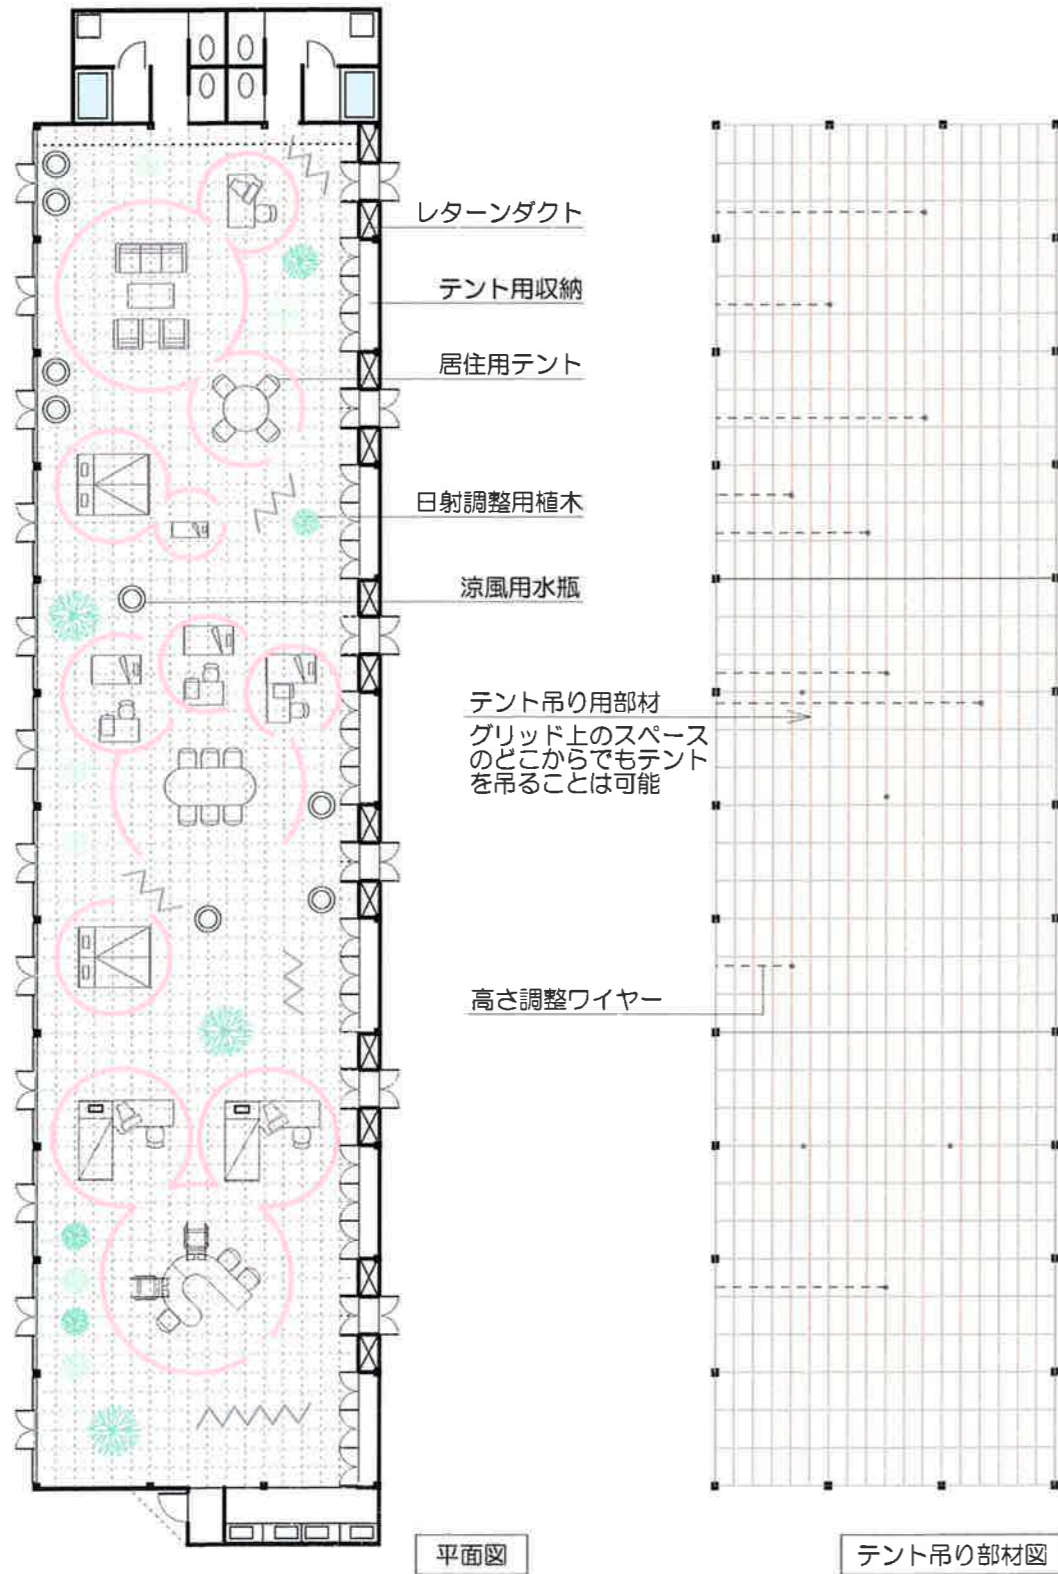 レターンダクト
テント用収納
居住用テント
日射調整用植木
涼風用水瓶
テント吊り用部材
グリッド上のスペース
のどこからでもテント
を吊ることは可能
高さ調整ワイヤー
平面図
テント吊り部材図